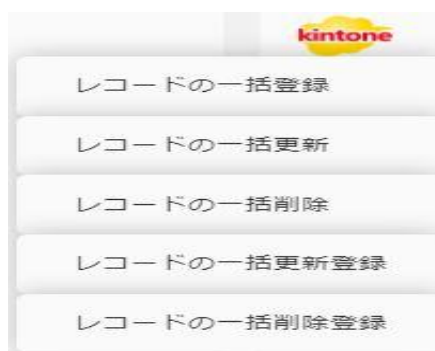 kintone
レコードの一括登録
レコードの一括更新
レコードの一括削除
レコードの一括更新登録
レコードの一括削除登録